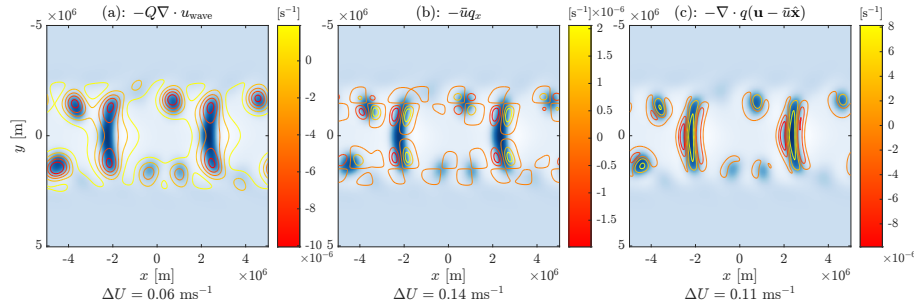 (a): −Q∇ · u_wave
[s⁻¹]
(b): −ūq_x
[s⁻¹]×10⁻⁶
(c): −∇ · q(𝐮 − ū𝐱̂)
[s⁻¹]
-5
0
5
y [m]
×10⁶
-4 -2 0 2 4
x [m]
×10⁶
ΔU = 0.06 ms⁻¹
2
0
-2
-4
-6
-8
-10
×10⁻⁶
-5
0
5
×10⁶
-4 -2 0 2 4
x [m]
×10⁶
ΔU = 0.14 ms⁻¹
2
1.5
1
0.5
0
-0.5
-1
-1.5
-5
0
5
×10⁶
-4 -2 0 2 4
x [m]
×10⁶
ΔU = 0.11 ms⁻¹
8
6
4
2
0
-2
-4
-6
-8
×10⁻⁶